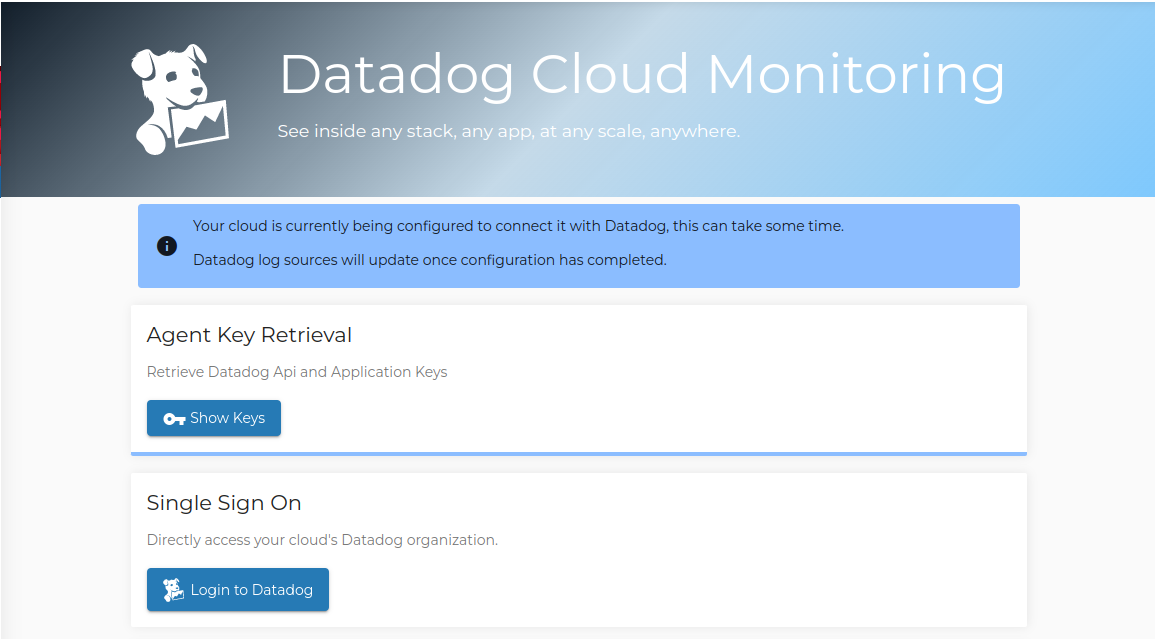 Datadog Cloud Monitoring
See inside any stack, any app, at any scale, anywhere.
Your cloud is currently being configured to connect it with Datadog, this can take some time.
Datadog log sources will update once configuration has completed.
Agent Key Retrieval
Retrieve Datadog Api and Application Keys
Show Keys
Single Sign On
Directly access your cloud's Datadog organization.
Login to Datadog